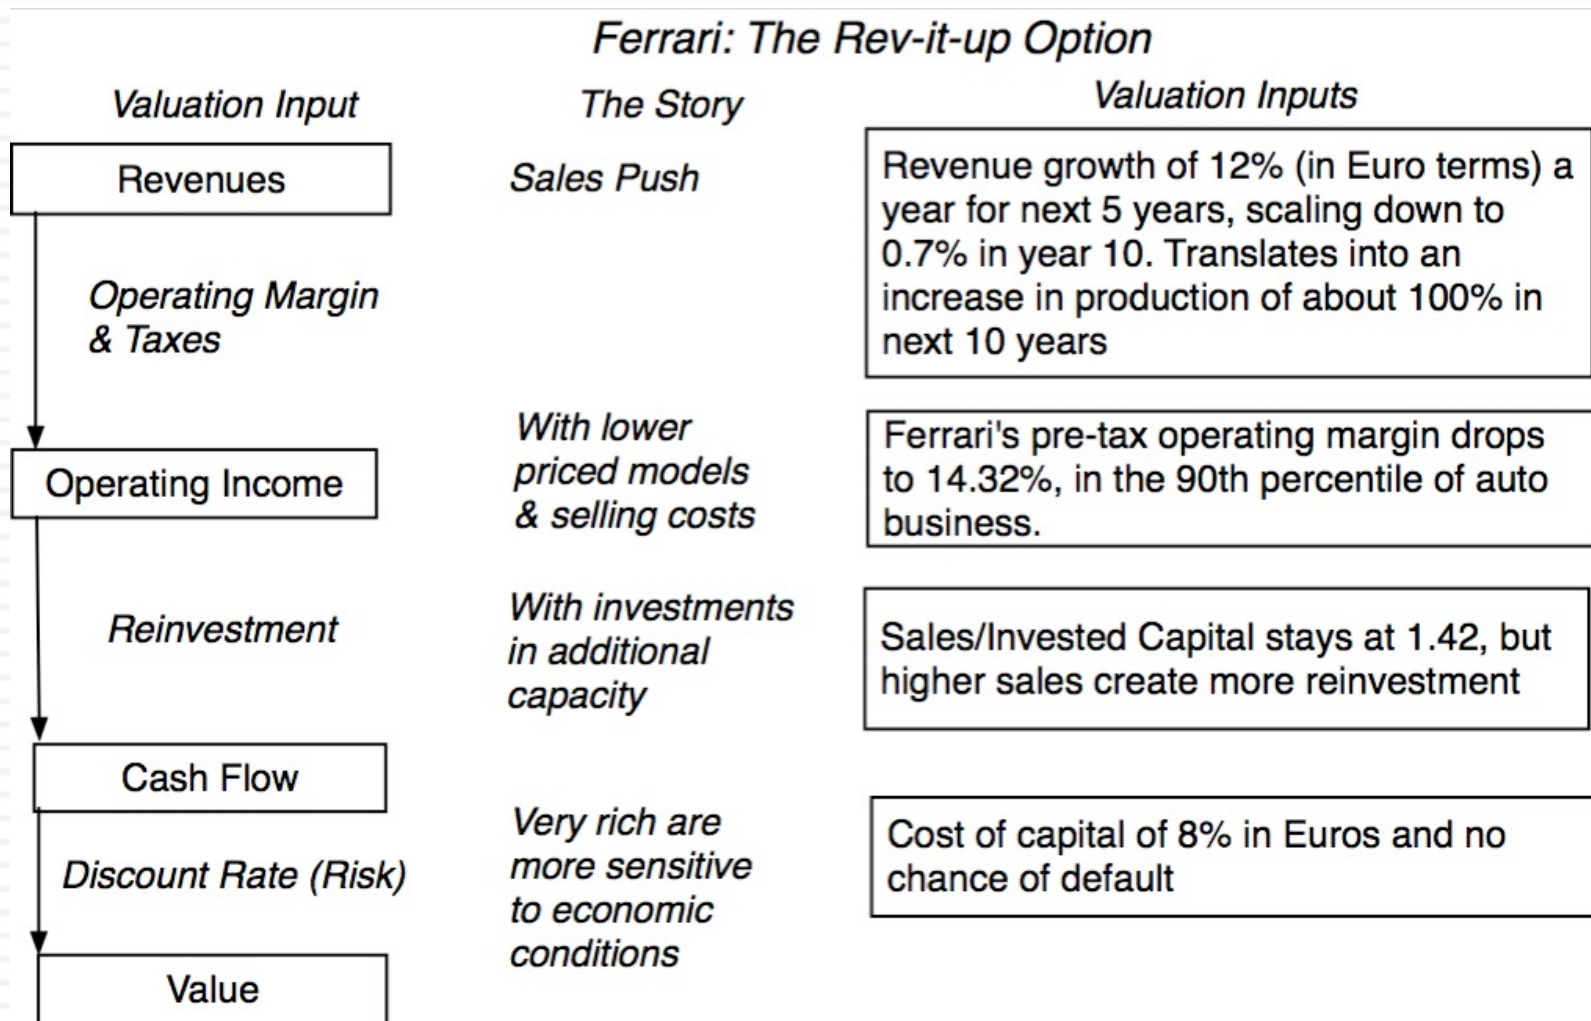 Ferrari: The Rev-it-up Option
Valuation Input
The Story
Valuation Inputs
Revenues
Sales Push
Revenue growth of 12% (in Euro terms) a
year for next 5 years, scaling down to
0.7% in year 10. Translates into an
increase in production of about 100% in
next 10 years
Operating Margin
& Taxes
Operating Income
With lower
priced models
& selling costs
Ferrari's pre-tax operating margin drops
to 14.32%, in the 90th percentile of auto
business.
Reinvestment
With investments
in additional
capacity
Sales/Invested Capital stays at 1.42, but
higher sales create more reinvestment
Cash Flow
Discount Rate (Risk)
Very rich are
more sensitive
to economic
conditions
Cost of capital of 8% in Euros and no
chance of default
Value